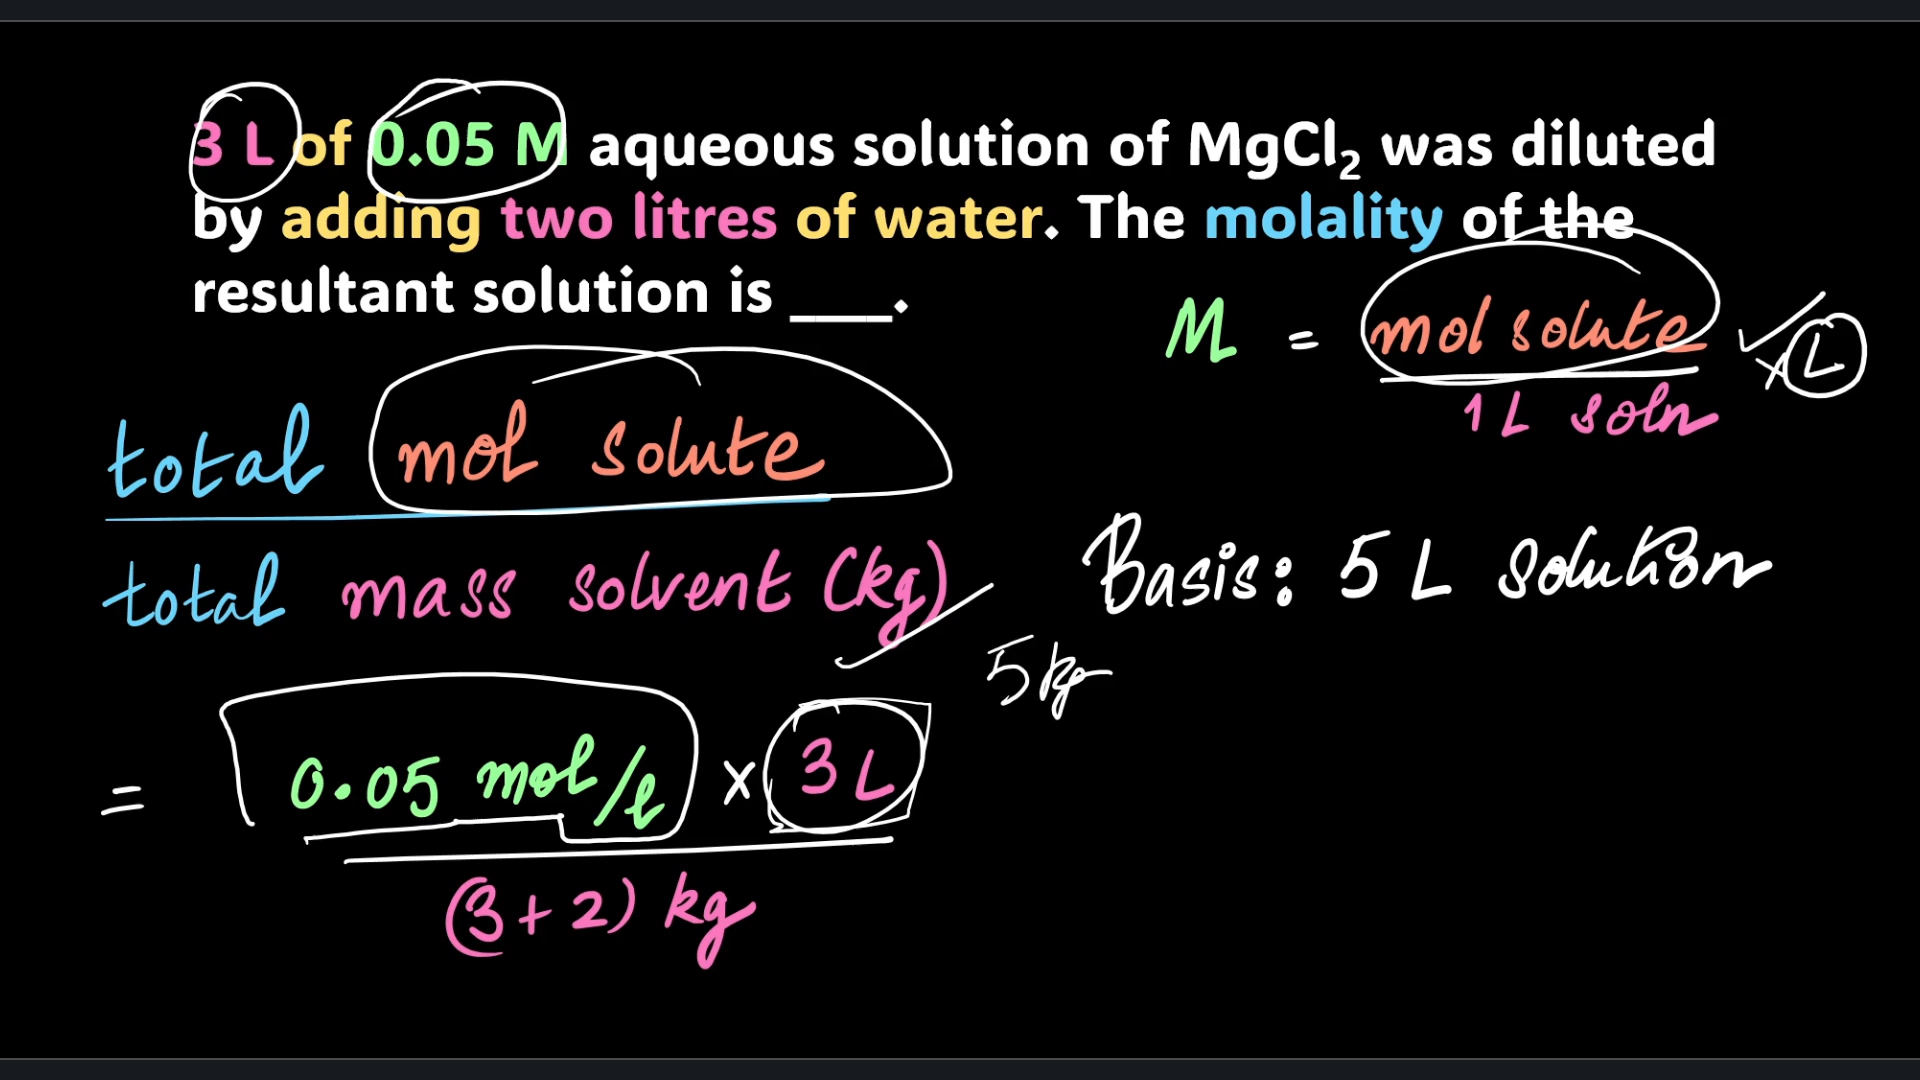 3 L of 0.05 M aqueous solution of MgCl₂ was diluted
by adding two litres of water. The molality of the
resultant solution is ____.
M = mol solute / 1 L soln × L
total mol solute
total mass solvent (kg)
Basis: 5 L solution
5 kg
= 0.05 mol/l × 3 L
(3 + 2) kg